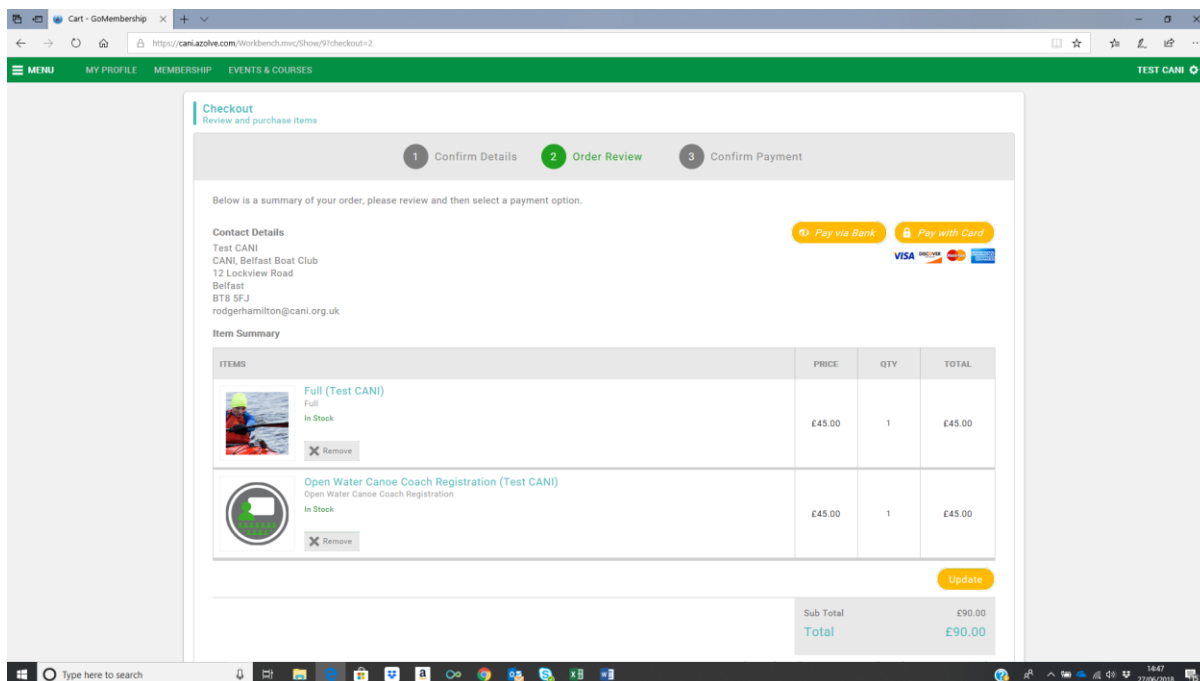 Cart - GoMembership
https://cani.azolve.com/Workbench.mvc/Show/9?checkout=2
MENU MY PROFILE MEMBERSHIP EVENTS & COURSES TEST CANI
Checkout
Review and purchase items
1 Confirm Details 2 Order Review 3 Confirm Payment
Below is a summary of your order, please review and then select a payment option.
Contact Details
Pay via Bank Pay with Card
Test CANI
CANI, Belfast Boat Club
VISA DISCOVER
12 Lockview Road
Belfast
BT8 5FJ
rodgerhamilton@cani.org.uk
Item Summary
ITEMS PRICE QTY TOTAL
Full (Test CANI)
Full
In Stock
£45.00 1 £45.00
Remove
Open Water Canoe Coach Registration (Test CANI)
Open Water Canoe Coach Registration
In Stock
£45.00 1 £45.00
Remove
Update
Sub Total £90.00
Total £90.00
Type here to search
14:47
27/06/2018